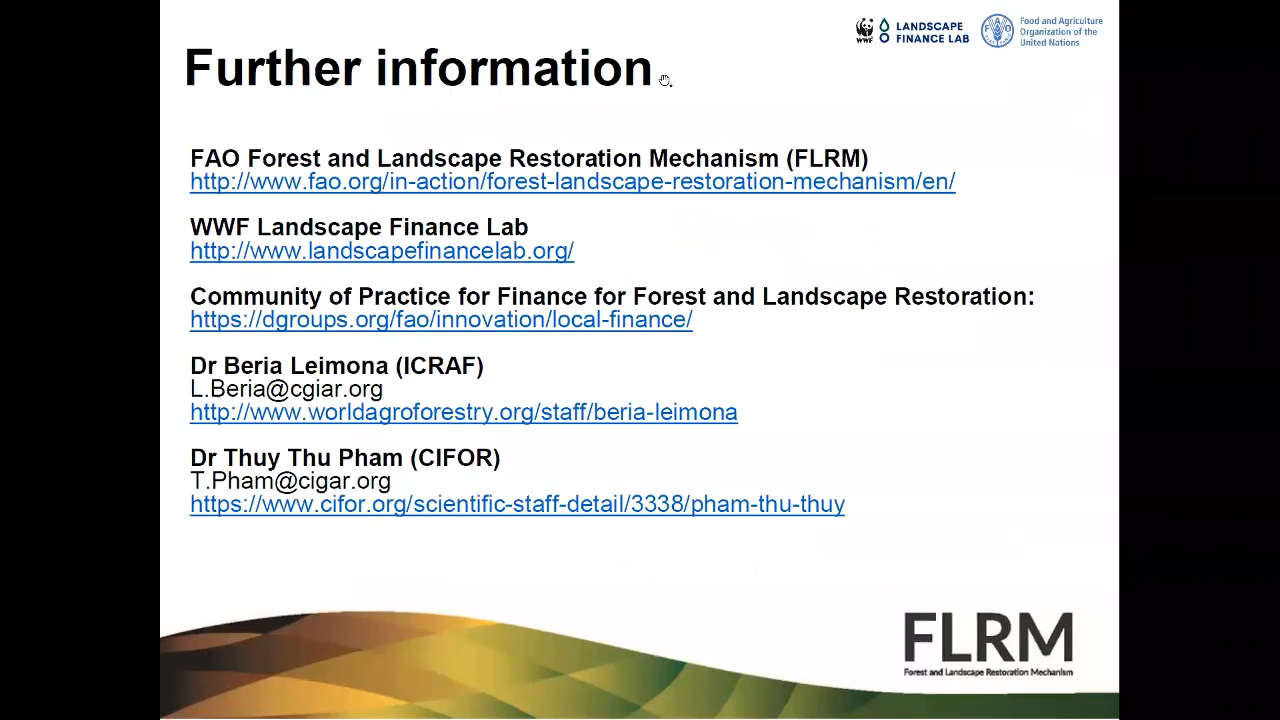 WWF
LANDSCAPE
FINANCE LAB
FAO
Food and Agriculture
Organization of the
United Nations
Further information
FAO Forest and Landscape Restoration Mechanism (FLRM)
http://www.fao.org/in-action/forest-landscape-restoration-mechanism/en/
WWF Landscape Finance Lab
http://www.landscapefinancelab.org/
Community of Practice for Finance for Forest and Landscape Restoration:
https://dgroups.org/fao/innovation/local-finance/
Dr Beria Leimona (ICRAF)
L.Beria@cgiar.org
http://www.worldagroforestry.org/staff/beria-leimona
Dr Thuy Thu Pham (CIFOR)
T.Pham@cigar.org
https://www.cifor.org/scientific-staff-detail/3338/pham-thu-thuy
FLRM
Forest and Landscape Restoration Mechanism